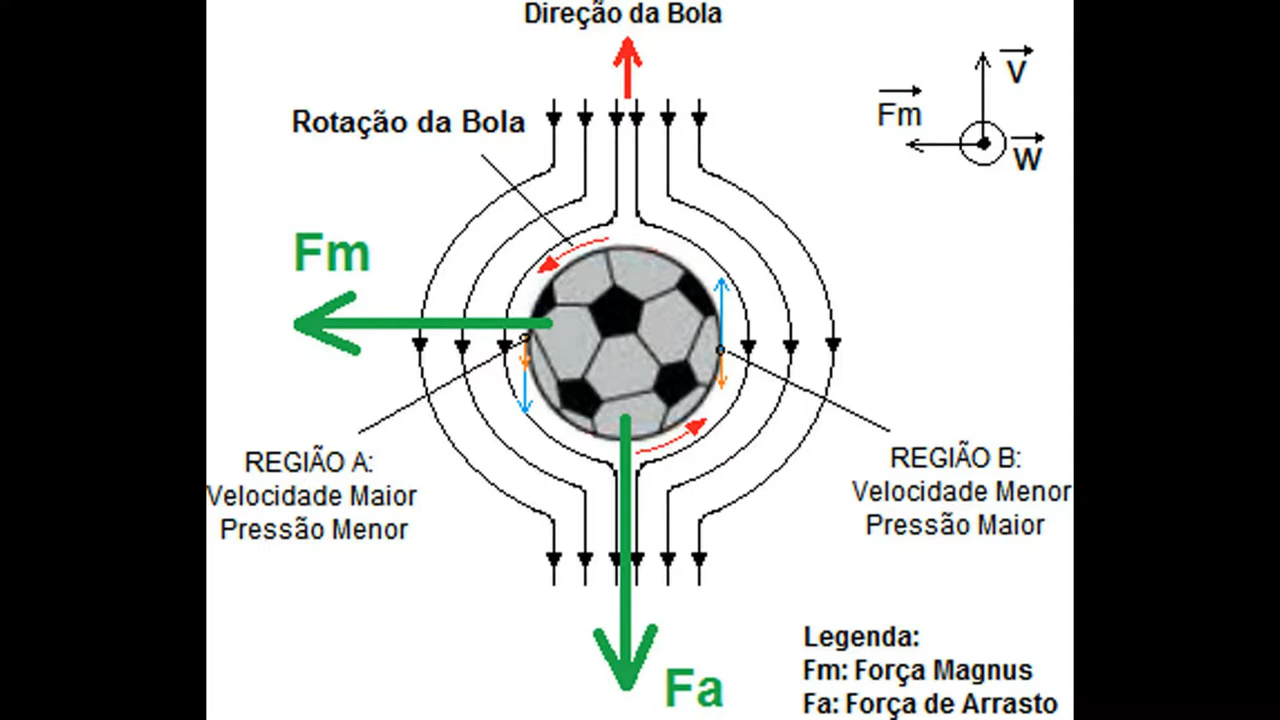 Direção da Bola
V
Fm
W
Rotação da Bola
Fm
REGIÃO A:
Velocidade Maior
Pressão Menor
REGIÃO B:
Velocidade Menor
Pressão Maior
Fa
Legenda:
Fm: Força Magnus
Fa: Força de Arrasto